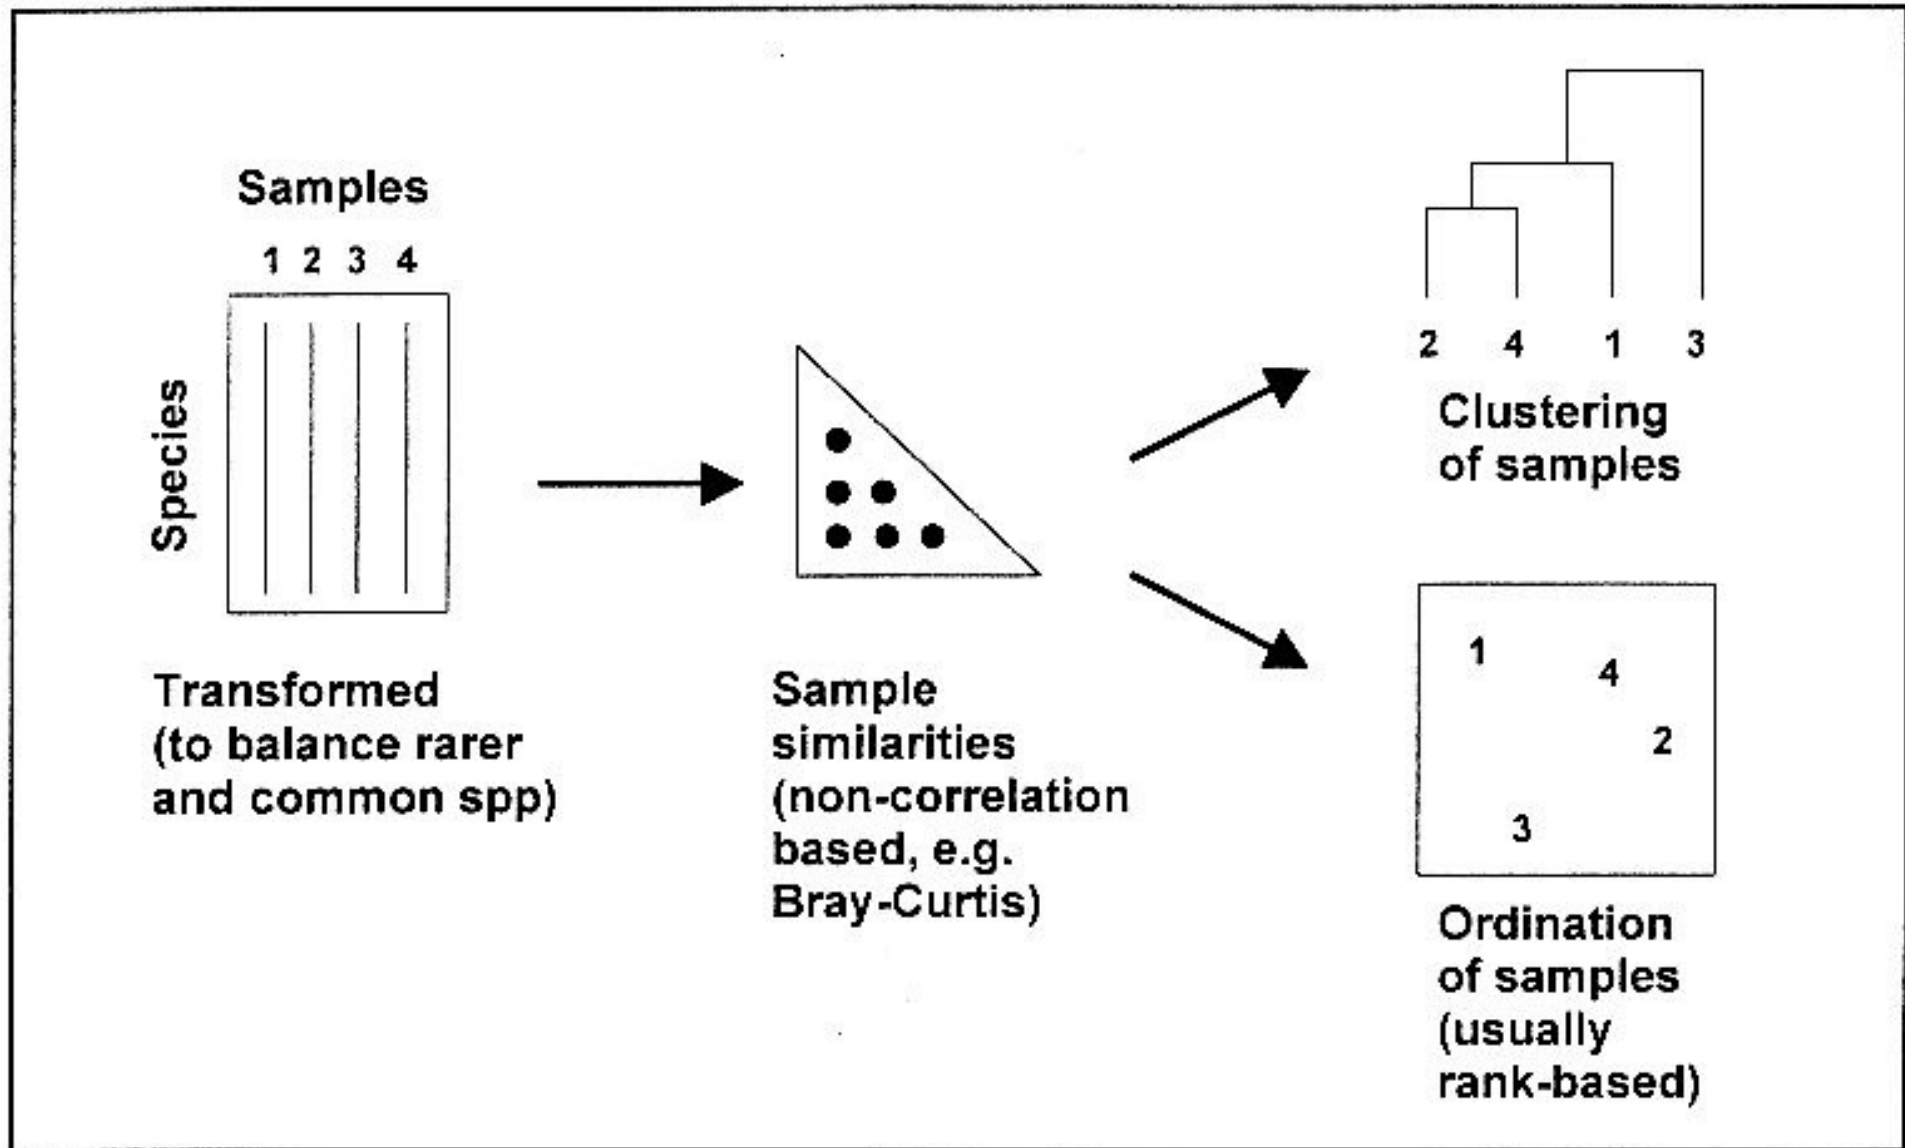 Samples
1 2 3 4
Species
Transformed
(to balance rarer
and common spp)
Sample
similarities
(non-correlation
based, e.g.
Bray-Curtis)
2 4 1 3
Clustering
of samples
1
4
2
3
Ordination
of samples
(usually
rank-based)